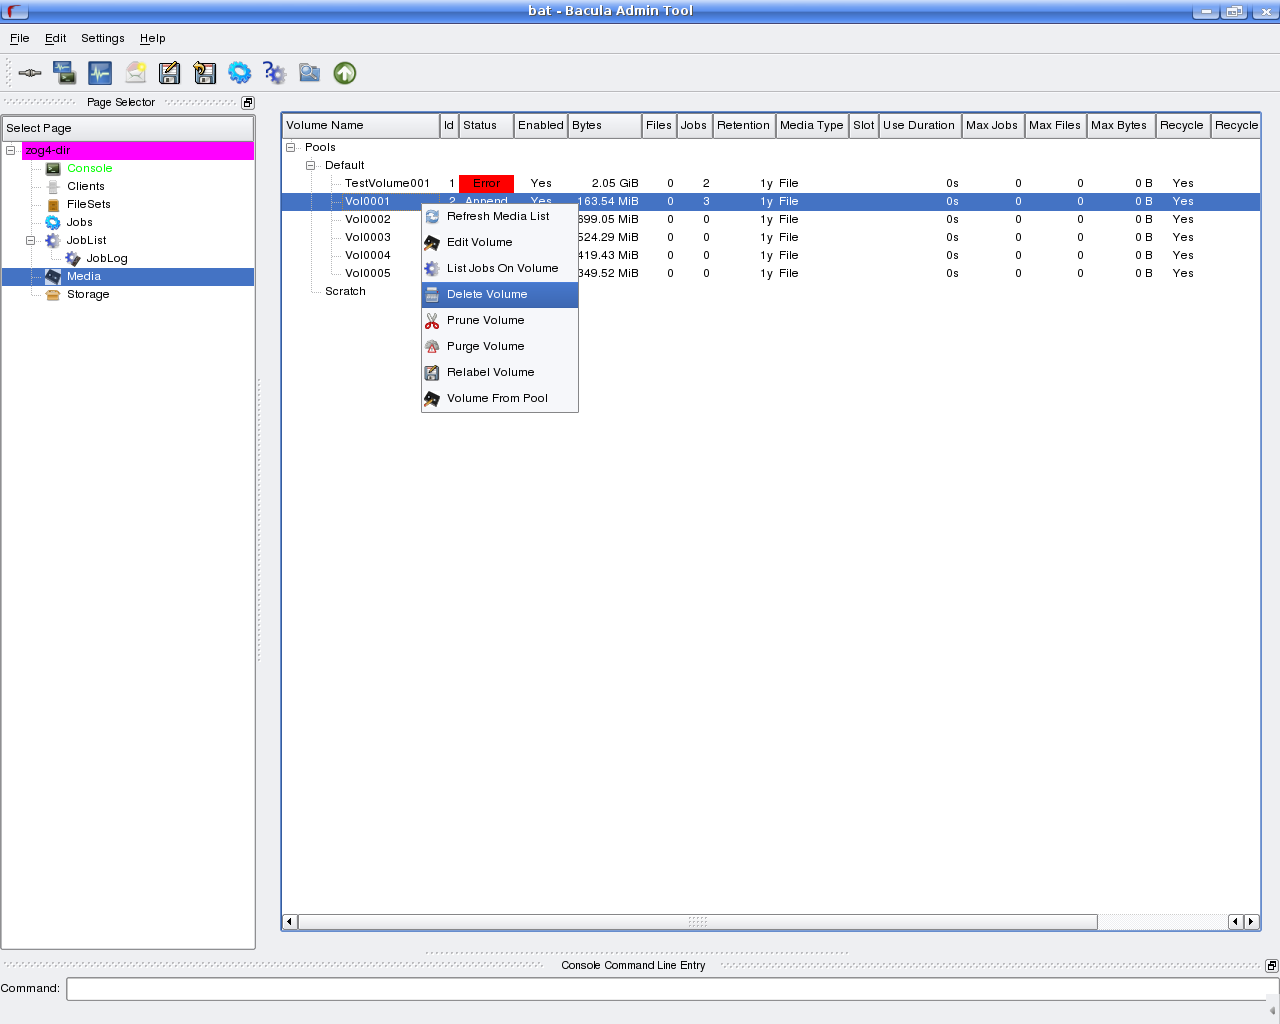 bat - Bacula Admin Tool
File Edit Settings Help
Page Selector
Select Page
zog4-dir
Console
Clients
FileSets
Jobs
JobList
JobLog
Media
Storage
Volume Name Id Status Enabled Bytes Files Jobs Retention Media Type Slot Use Duration Max Jobs Max Files Max Bytes Recycle Recycle
Pools
Default
TestVolume001 1 Error Yes 2.05 GiB 0 2 1y File 0s 0 0 0 B Yes
Vol0001 2 Append Yes 163.54 MiB 0 3 1y File 0s 0 0 0 B Yes
Vol0002 699.05 MiB 0 0 1y File 0s 0 0 0 B Yes
Vol0003 524.29 MiB 0 0 1y File 0s 0 0 0 B Yes
Vol0004 419.43 MiB 0 0 1y File 0s 0 0 0 B Yes
Vol0005 349.52 MiB 0 0 1y File 0s 0 0 0 B Yes
Scratch
Refresh Media List
Edit Volume
List Jobs On Volume
Delete Volume
Prune Volume
Purge Volume
Relabel Volume
Volume From Pool
Console Command Line Entry
Command: